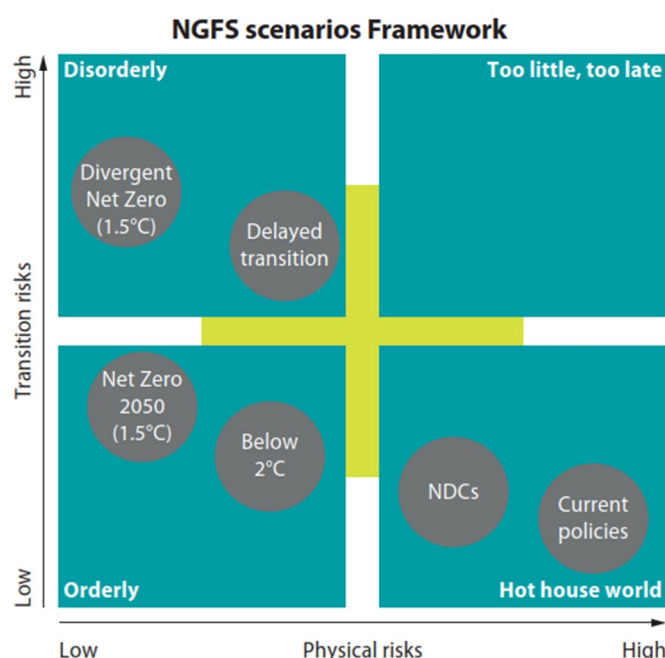 NGFS scenarios Framework
High
Disorderly
Too little, too late
Divergent
Net Zero
(1.5°C)
Delayed
transition
Transition risks
Net Zero
2050
(1.5°C)
Below
2°C
NDCs
Current
policies
Low
Orderly
Hot house world
Low
Physical risks
High